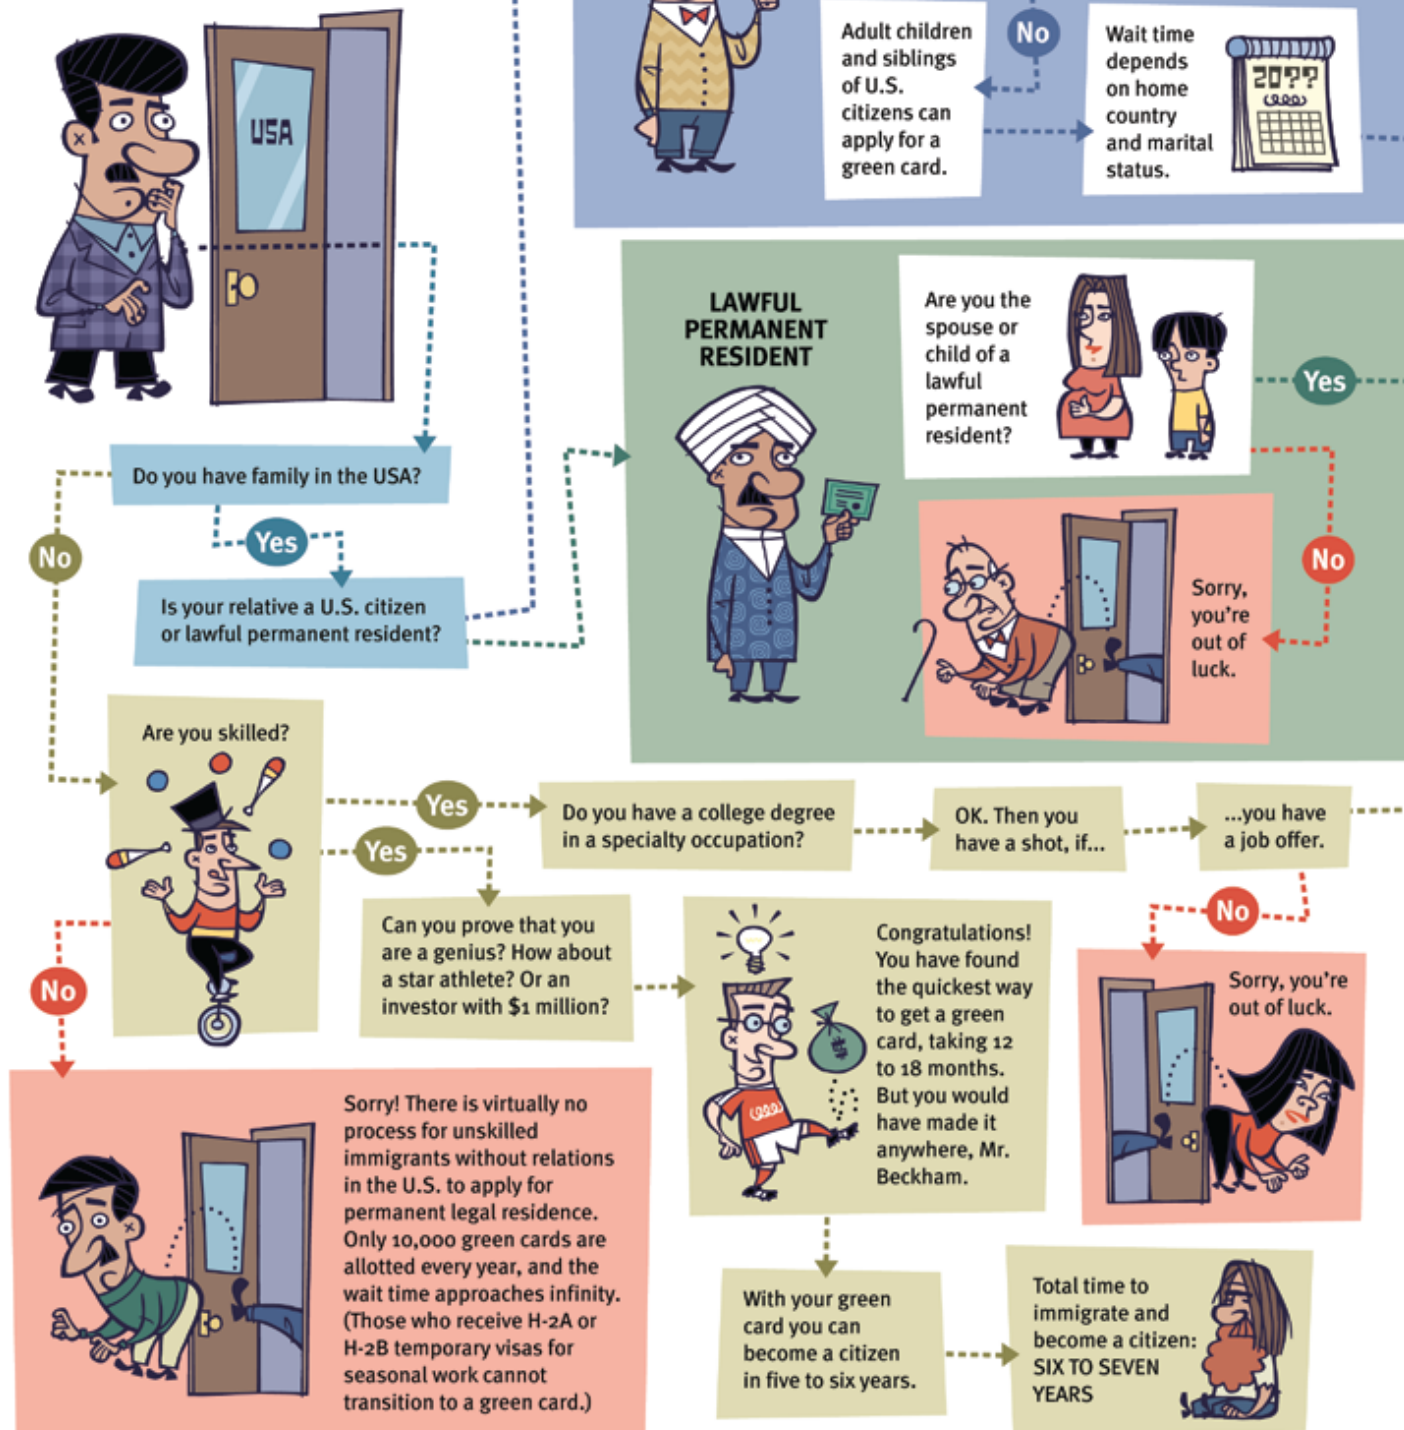 USA
Adult children
and siblings
of U.S.
citizens can
apply for a
green card.
No
Wait time
depends
on home
country
and marital
status.
20??
LAWFUL
PERMANENT
RESIDENT
Are you the
spouse or
child of a
lawful
permanent
resident?
Yes
No
Sorry,
you're
out of
luck.
Do you have family in the USA?
No
Yes
Is your relative a U.S. citizen
or lawful permanent resident?
Are you skilled?
Yes
Do you have a college degree
in a specialty occupation?
OK. Then you
have a shot, if...
...you have
a job offer.
No
Sorry, you're
out of luck.
Yes
Can you prove that you
are a genius? How about
a star athlete? Or an
investor with $1 million?
$
Congratulations!
You have found
the quickest way
to get a green
card, taking 12
to 18 months.
But you would
have made it
anywhere, Mr.
Beckham.
With your green
card you can
become a citizen
in five to six years.
Total time to
immigrate and
become a citizen:
SIX TO SEVEN
YEARS
No
Sorry! There is virtually no
process for unskilled
immigrants without relations
in the U.S. to apply for
permanent legal residence.
Only 10,000 green cards are
allotted every year, and the
wait time approaches infinity.
(Those who receive H-2A or
H-2B temporary visas for
seasonal work cannot
transition to a green card.)